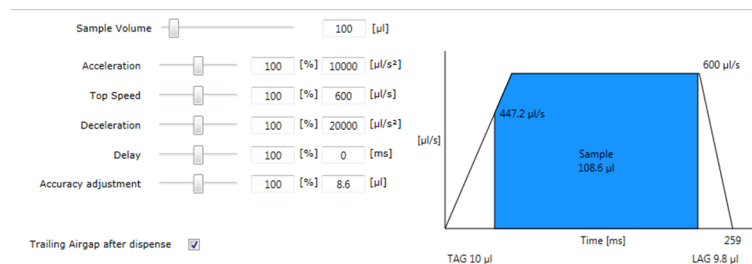 Sample Volume 100 [µl]
Acceleration 100 [%] 10000 [µl/s²]
Top Speed 100 [%] 600 [µl/s]
Deceleration 100 [%] 20000 [µl/s²]
Delay 100 [%] 0 [ms]
Accuracy adjustment 100 [%] 8.6 [µl]
Trailing Airgap after dispense
600 µl/s
447.2 µl/s
[µl/s]
Sample
108.6 µl
Time [ms] 259
TAG 10 µl LAG 9.8 µl